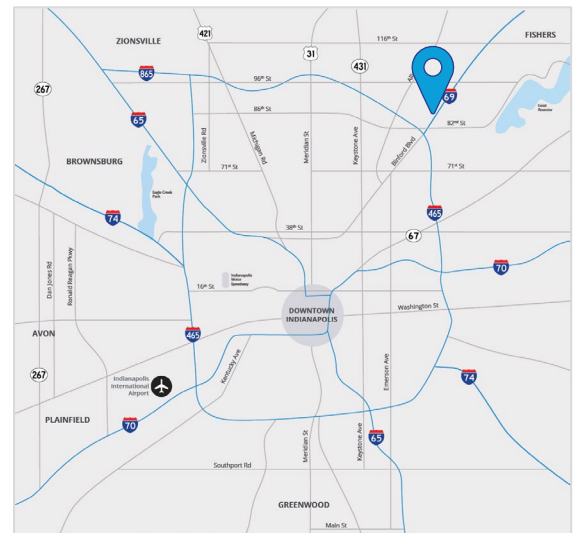 421
116th St
FISHERS
ZIONSVILLE
31
431
865
96th St
267
69
86th St
82nd St
65
Zionsville Rd
Michigan Rd
Meridian St
Keystone Ave
Binford Blvd
BROWNSBURG
71st St
71st St
Eagle Creek
Park
74
465
38th St
67
70
Dan Jones Rd
Ronald Reagan Pkwy
Indianapolis
Motor
Speedway
16th St
Washington St
DOWNTOWN
INDIANAPOLIS
AVON
465
Kentucky Ave
Emerson Ave
267
Indianapolis
International
Airport
74
PLAINFIELD
70
Meridian St
Keystone Ave
65
Southport Rd
GREENWOOD
Main St